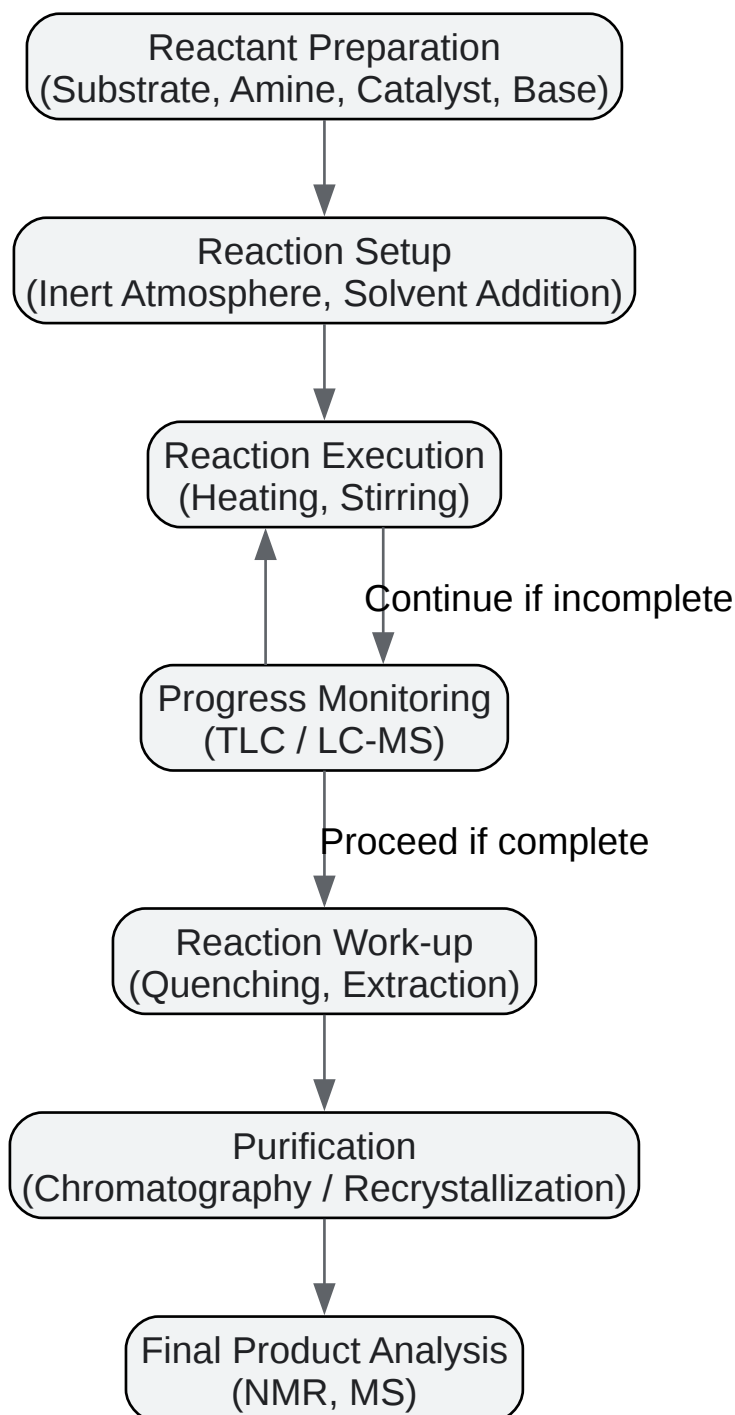 Reactant Preparation
(Substrate, Amine, Catalyst, Base)
Reaction Setup
(Inert Atmosphere, Solvent Addition)
Reaction Execution
(Heating, Stirring)
Continue if incomplete
Progress Monitoring
(TLC / LC-MS)
Proceed if complete
Reaction Work-up
(Quenching, Extraction)
Purification
(Chromatography / Recrystallization)
Final Product Analysis
(NMR, MS)